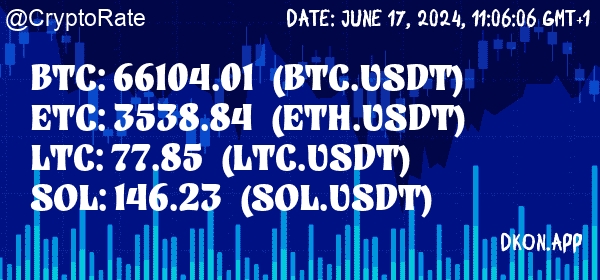 @CryptoRate
DATE: JUNE 17, 2024, 11:06:06 GMT+1
BTC: 66104.01 (BTC.USDT)
ETC: 3538.84 (ETH.USDT)
LTC: 77.85 (LTC.USDT)
SOL: 146.23 (SOL.USDT)
DKON.APP